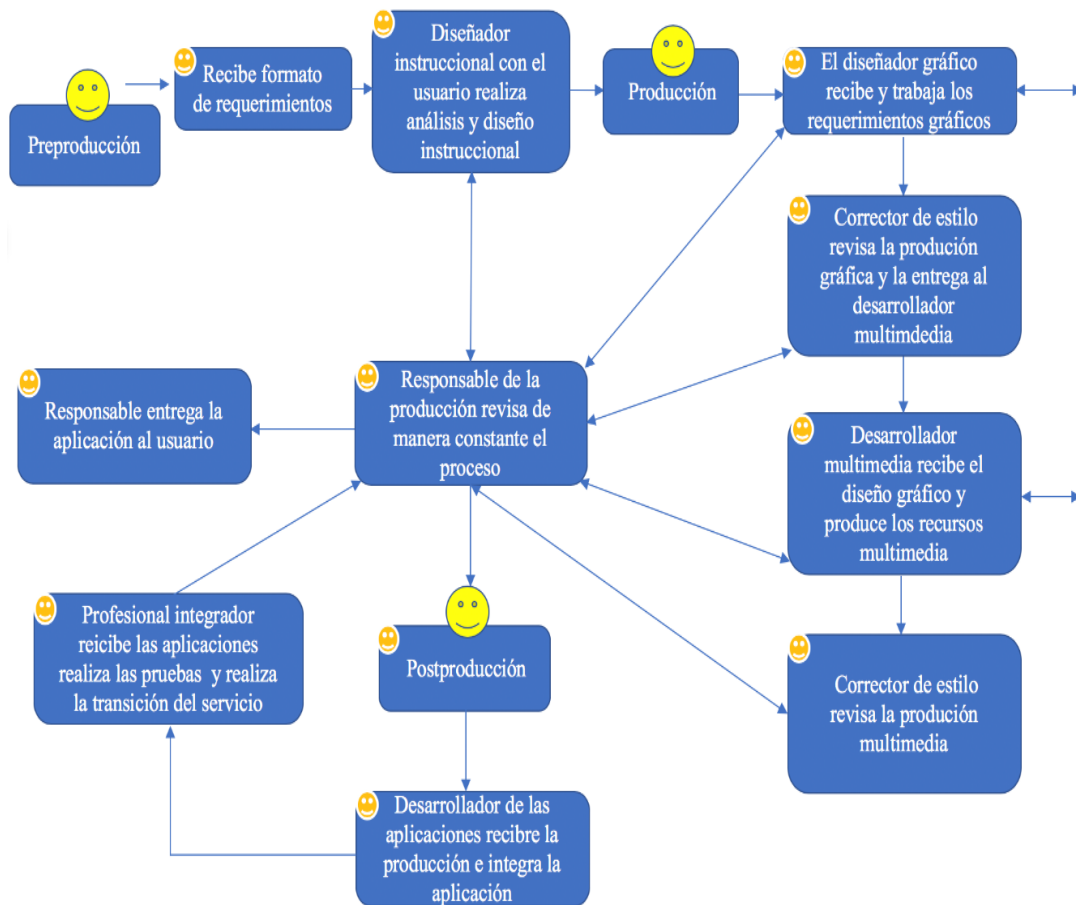 Preproducción
Recibe formato
de requerimientos
Diseñador
instruccional con el
usuario realiza
análisis y diseño
instruccional
Producción
El diseñador gráfico
recibe y trabaja los
requerimientos gráficos
Corrector de estilo
revisa la produción
gráfica y la entrega al
desarrollador
multimdedia
Responsable entrega la
aplicación al usuario
Responsable de la
producción revisa de
manera constante el
proceso
Desarrollador
multimedia recibe el
diseño gráfico y
produce los recursos
multimedia
Profesional integrador
reicibe las aplicaciones
realiza las pruebas y realiza
la transición del servicio
Postproducción
Corrector de estilo
revisa la produción
multimedia
Desarrollador de las
aplicaciones recibre la
producción e integra la
aplicación